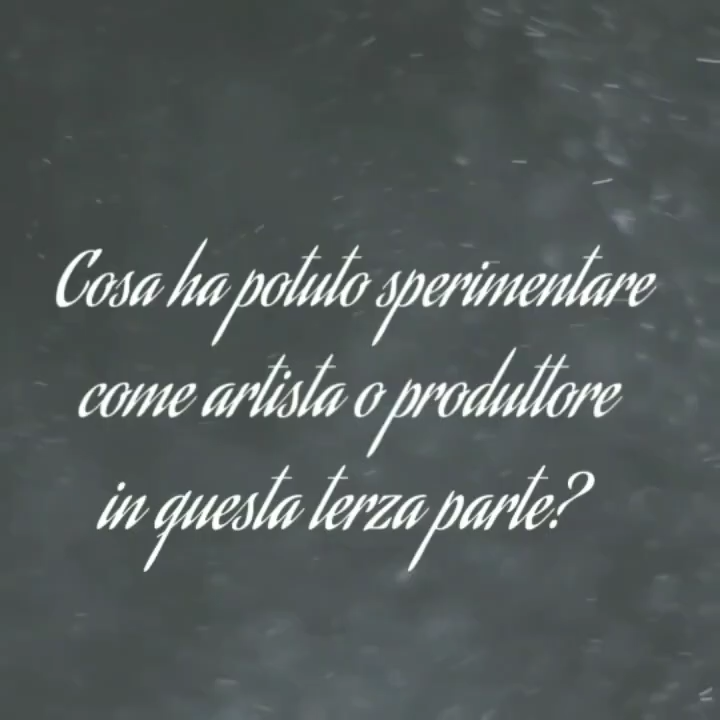 Cosa ha potuto sperimentare
come artista o produttore
in questa terza parte?